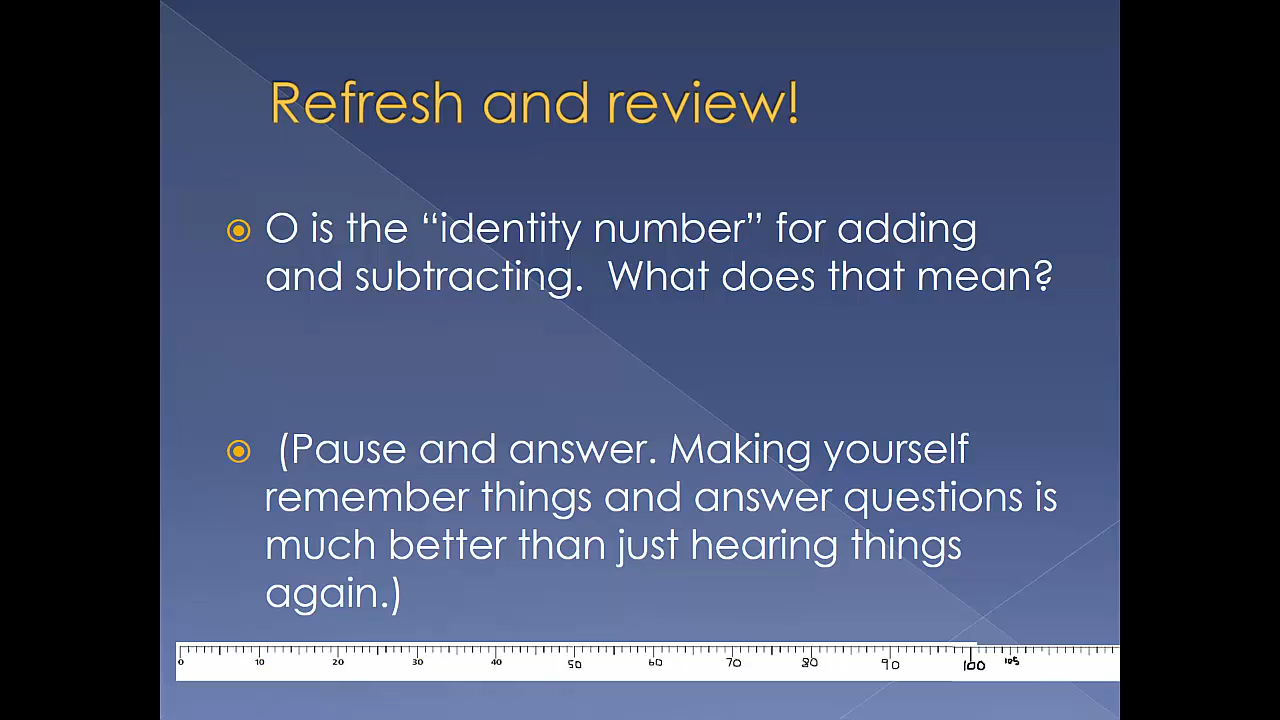 Refresh and review!
O is the “identity number” for adding
and subtracting.  What does that mean?
(Pause and answer. Making yourself
remember things and answer questions is
much better than just hearing things
again.)
0 10 20 30 40 50 60 70 80 90 100 105